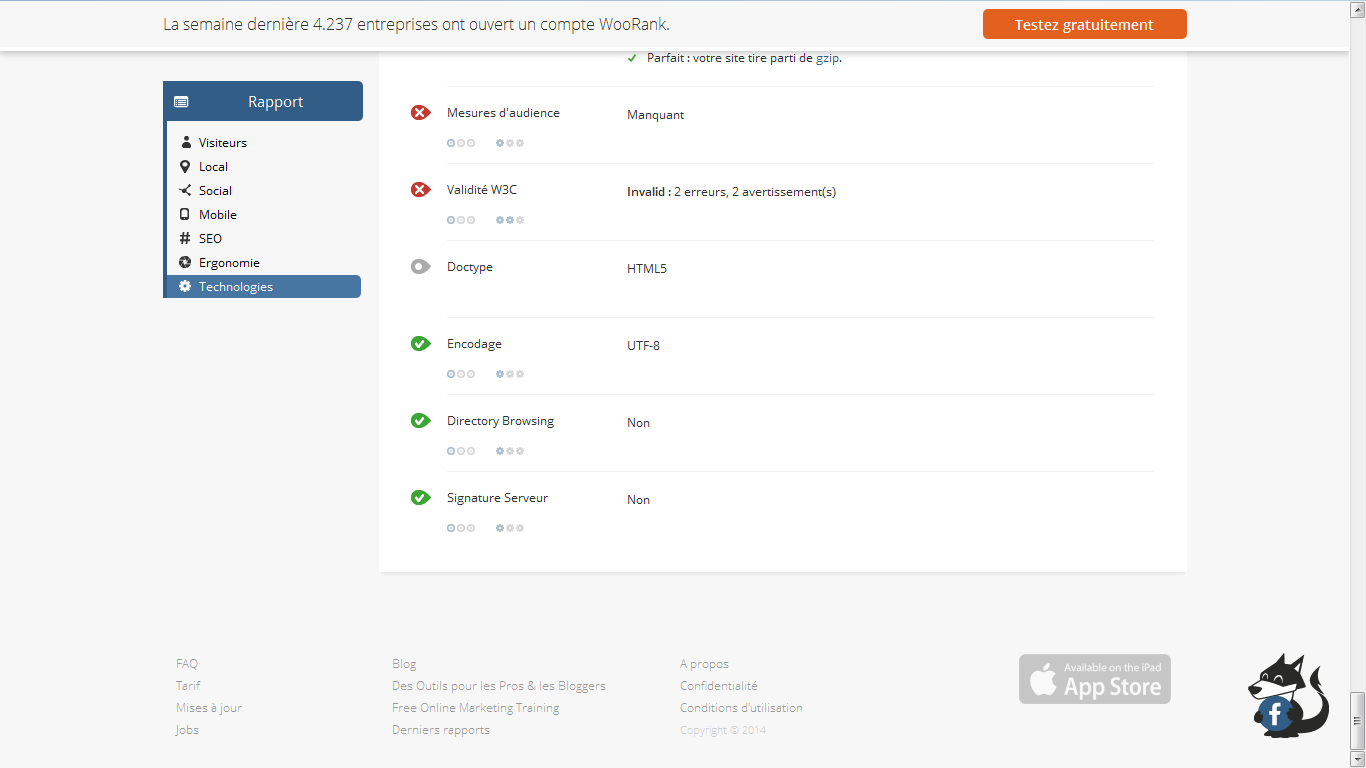 La semaine dernière 4.237 entreprises ont ouvert un compte WooRank.
Testez gratuitement
Parfait : votre site tire parti de gzip.
Rapport
Visiteurs
Local
Social
Mobile
SEO
Ergonomie
Technologies
Mesures d'audience
Manquant
Validité W3C
Invalid : 2 erreurs, 2 avertissement(s)
Doctype
HTML5
Encodage
UTF-8
Directory Browsing
Non
Signature Serveur
Non
FAQ
Tarif
Mises à jour
Jobs
Blog
Des Outils pour les Pros & les Bloggers
Free Online Marketing Training
Derniers rapports
A propos
Confidentialité
Conditions d'utilisation
Copyright © 2014
Available on the iPad
App Store
f